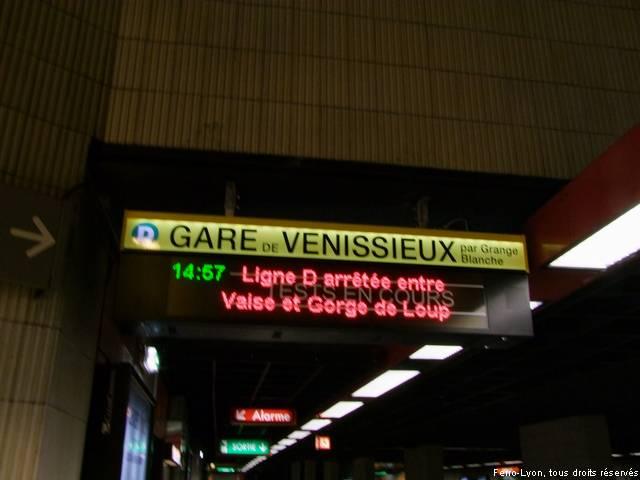 D GARE DE VENISSIEUX par Grange
Blanche
14:57 Ligne D arrêtée entre
TESTS EN COURS
Vaise et Gorge de Loup
Alarme
SORTIE
Féno-Lyon, tous droits réservés